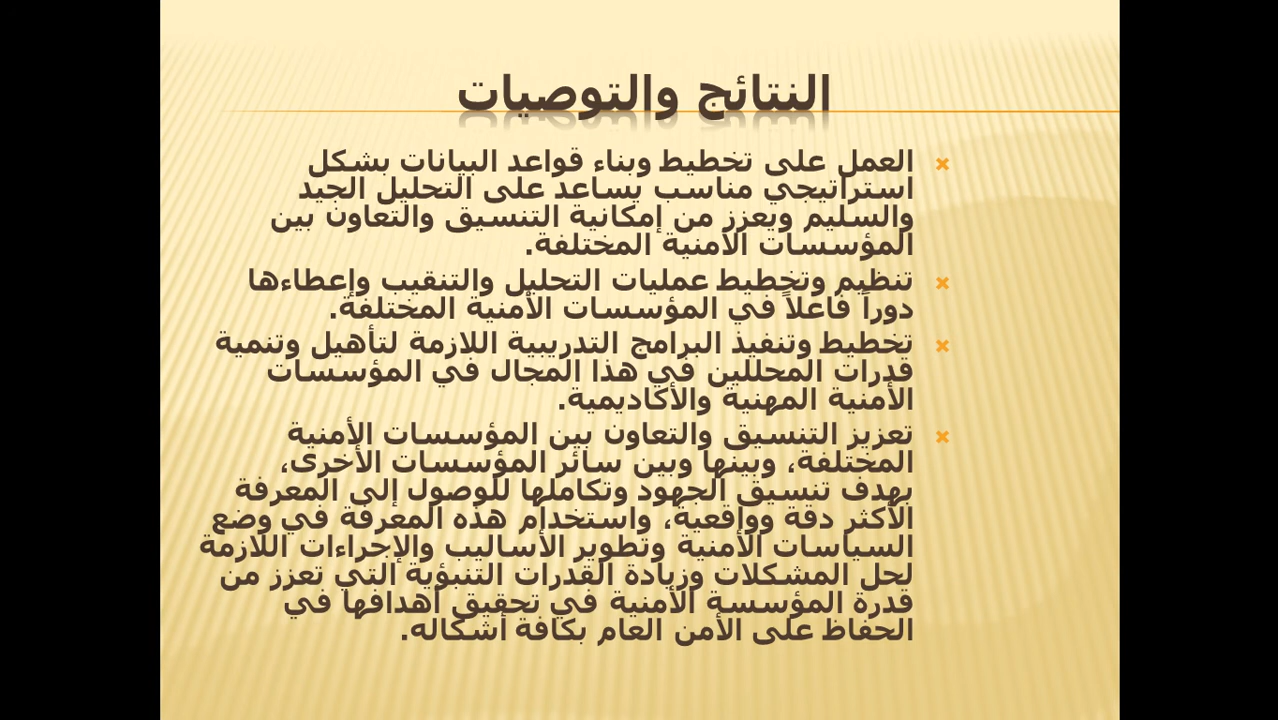 النتائج والتوصيات
العمل على تخطيط وبناء قواعد البيانات بشكل
استراتيجي مناسب يساعد على التحليل الجيد
والسليم ويعزز من إمكانية التنسيق والتعاون بين
المؤسسات الأمنية المختلفة.
تنظيم وتخطيط عمليات التحليل والتنقيب وإعطاءها
دوراً فاعلاً في المؤسسات الأمنية المختلفة.
تخطيط وتنفيذ البرامج التدريبية اللازمة لتأهيل وتنمية
قدرات المحللين في هذا المجال في المؤسسات
الأمنية المهنية والأكاديمية.
تعزيز التنسيق والتعاون بين المؤسسات الأمنية
المختلفة، وبينها وبين سائر المؤسسات الأخرى،
بهدف تنسيق الجهود وتكاملها للوصول إلى المعرفة
الأكثر دقة وواقعية، واستخدام هذه المعرفة في وضع
السياسات الأمنية وتطوير الأساليب والإجراءات اللازمة
لحل المشكلات وزيادة القدرات التنبؤية التي تعزز من
قدرة المؤسسة الأمنية في تحقيق أهدافها في
الحفاظ على الأمن العام بكافة أشكاله.